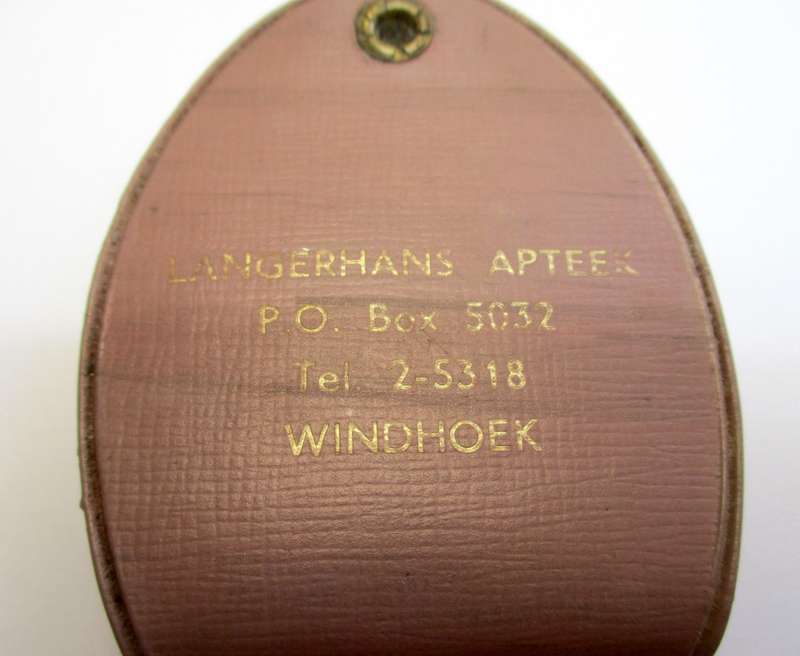 LANGERHANS APTEEK
P.O. Box 5032
Tel. 2-5318
WINDHOEK